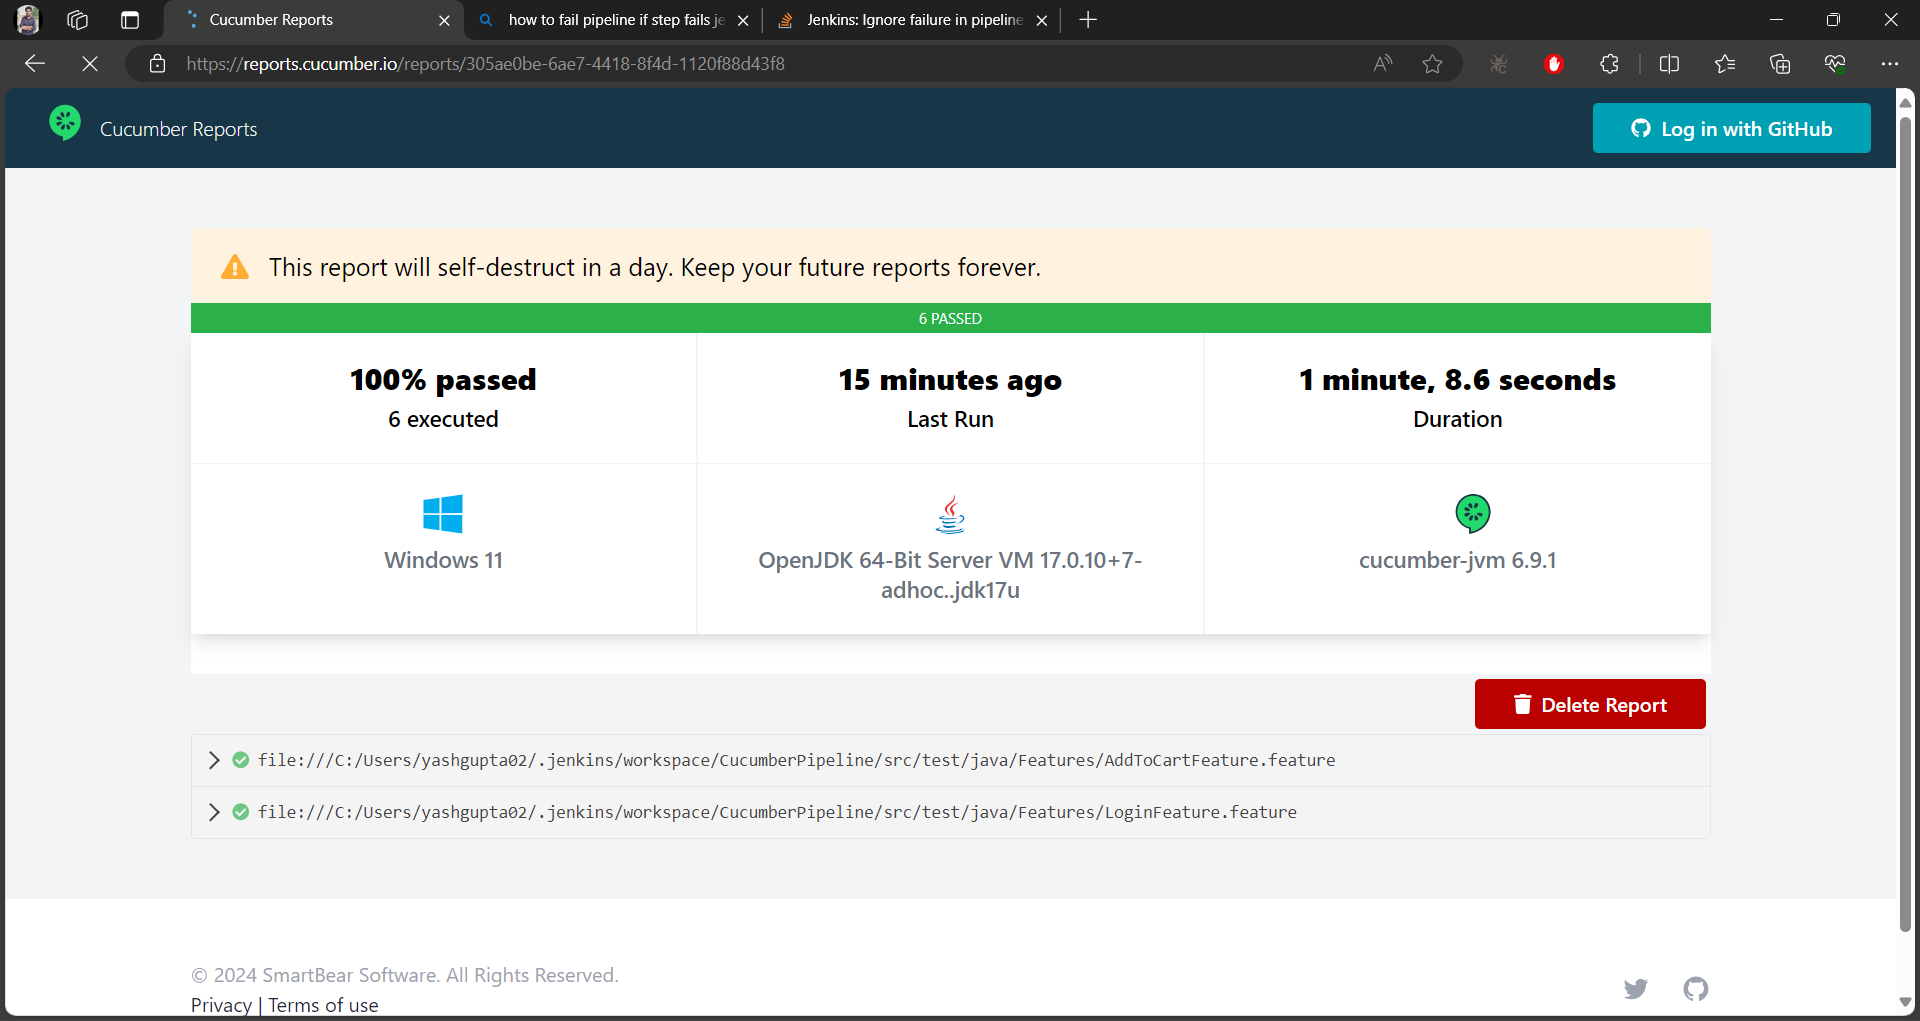 Cucumber Reports
how to fail pipeline if step fails je
Jenkins: Ignore failure in pipeline
https://reports.cucumber.io/reports/305ae0be-6ae7-4418-8f4d-1120f88d43f8
Cucumber Reports
Log in with GitHub
This report will self-destruct in a day. Keep your future reports forever.
6 PASSED
100% passed
6 executed
15 minutes ago
Last Run
1 minute, 8.6 seconds
Duration
Windows 11
OpenJDK 64-Bit Server VM 17.0.10+7-
adhoc..jdk17u
cucumber-jvm 6.9.1
Delete Report
file:///C:/Users/yashgupta02/.jenkins/workspace/CucumberPipeline/src/test/java/Features/AddToCartFeature.feature
file:///C:/Users/yashgupta02/.jenkins/workspace/CucumberPipeline/src/test/java/Features/LoginFeature.feature
© 2024 SmartBear Software. All Rights Reserved.
Privacy | Terms of use